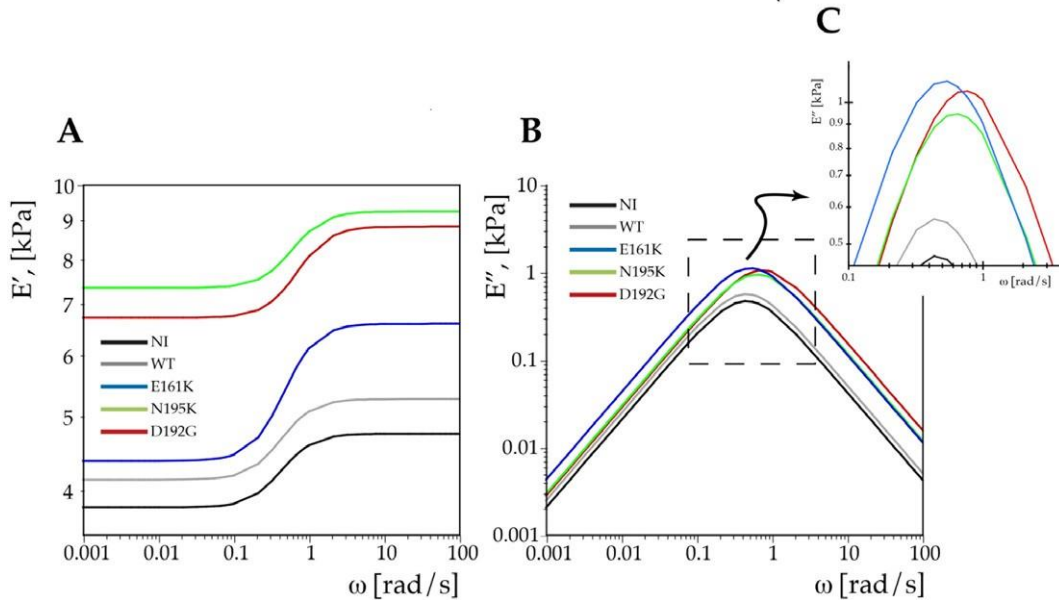 C
E″ [kPa]
1
0.9
0.8
0.7
0.6
0.5
0.1
1
ω [rad/s]
A
E′, [kPa]
10
9
8
7
6
5
4
NI
WT
E161K
N195K
D192G
0.001
0.01
0.1
1
10
100
ω [rad/s]
B
E″, [kPa]
10
1
0.1
0.01
0.001
NI
WT
E161K
N195K
D192G
0.001
0.01
0.1
1
10
100
ω [rad/s]